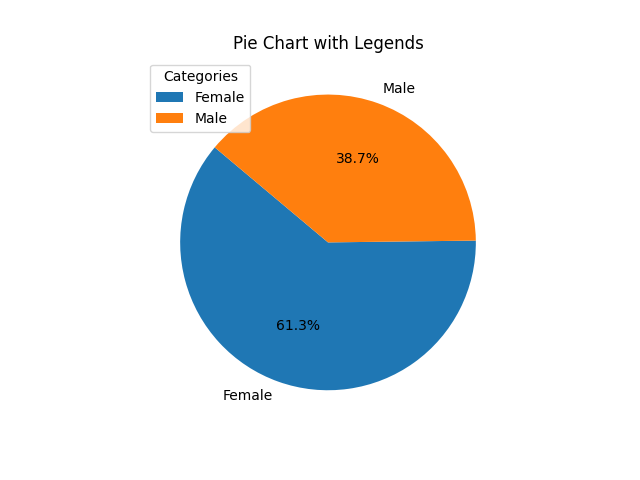 Pie Chart with Legends
Categories
Female
Male
Male
38.7%
61.3%
Female